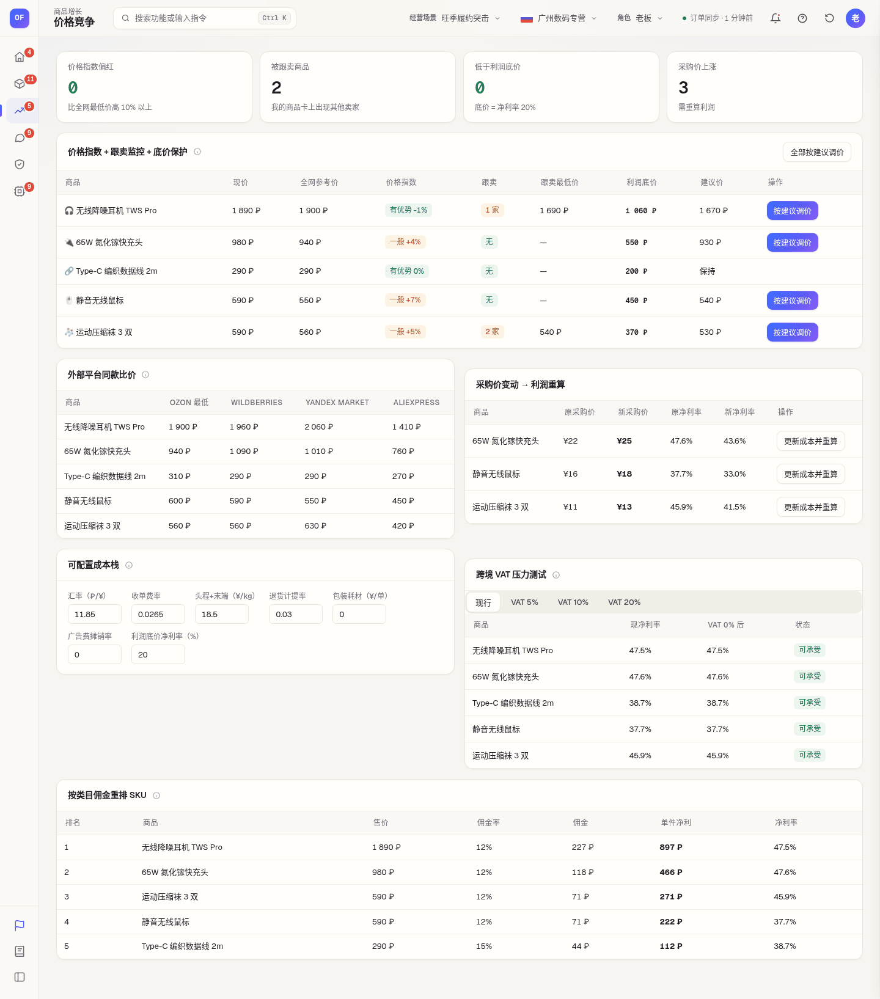 OF
商品增长
价格竞争
搜索功能或输入指令 Ctrl K
经营场景 旺季履约突击
广州数码专营
角色 老板
订单同步 · 1 分钟前
老
4
11
5
9
9
价格指数偏红
0
比全网最低价高 10% 以上
被跟卖商品
2
我的商品卡上出现其他卖家
低于利润底价
0
底价 = 净利率 20%
采购价上涨
3
需重算利润
价格指数 + 跟卖监控 + 底价保护
全部按建议调价
商品 现价 全网参考价 价格指数 跟卖 跟卖最低价 利润底价 建议价 操作
无线降噪耳机 TWS Pro 1 890 ₽ 1 900 ₽ 有优势 -1% 1 家 1 690 ₽ 1 060 ₽ 1 670 ₽ 按建议调价
65W 氮化镓快充头 980 ₽ 940 ₽ 一般 +4% 无 — 550 ₽ 930 ₽ 按建议调价
Type-C 编织数据线 2m 290 ₽ 290 ₽ 有优势 0% 无 — 200 ₽ 保持
静音无线鼠标 590 ₽ 550 ₽ 一般 +7% 无 — 450 ₽ 540 ₽ 按建议调价
运动压缩袜 3 双 590 ₽ 560 ₽ 一般 +5% 2 家 540 ₽ 370 ₽ 530 ₽ 按建议调价
外部平台同款比价
商品 OZON 最低 WILDBERRIES YANDEX MARKET ALIEXPRESS
无线降噪耳机 TWS Pro 1 900 ₽ 1 960 ₽ 2 060 ₽ 1 410 ₽
65W 氮化镓快充头 940 ₽ 1 090 ₽ 1 010 ₽ 760 ₽
Type-C 编织数据线 2m 310 ₽ 290 ₽ 290 ₽ 270 ₽
静音无线鼠标 600 ₽ 590 ₽ 550 ₽ 450 ₽
运动压缩袜 3 双 560 ₽ 560 ₽ 630 ₽ 420 ₽
采购价变动 → 利润重算
商品 原采购价 新采购价 原净利率 新净利率 操作
65W 氮化镓快充头 ¥22 ¥25 47.6% 43.6% 更新成本并重算
静音无线鼠标 ¥16 ¥18 37.7% 33.0% 更新成本并重算
运动压缩袜 3 双 ¥11 ¥13 45.9% 41.5% 更新成本并重算
可配置成本栈
汇率（₽/¥） 收单费率 头程+末端（¥/kg） 退货计提率 包装耗材（¥/单）
11.85 0.0265 18.5 0.03 0
广告费摊销率 利润底价净利率（%）
0 20
跨境 VAT 压力测试
现行 VAT 5% VAT 10% VAT 20%
商品 现净利率 VAT 0% 后 状态
无线降噪耳机 TWS Pro 47.5% 47.5% 可承受
65W 氮化镓快充头 47.6% 47.6% 可承受
Type-C 编织数据线 2m 38.7% 38.7% 可承受
静音无线鼠标 37.7% 37.7% 可承受
运动压缩袜 3 双 45.9% 45.9% 可承受
按类目佣金重排 SKU
排名 商品 售价 佣金率 佣金 单件净利 净利率
1 无线降噪耳机 TWS Pro 1 890 ₽ 12% 227 ₽ 897 ₽ 47.5%
2 65W 氮化镓快充头 980 ₽ 12% 118 ₽ 466 ₽ 47.6%
3 运动压缩袜 3 双 590 ₽ 12% 71 ₽ 271 ₽ 45.9%
4 静音无线鼠标 590 ₽ 12% 71 ₽ 222 ₽ 37.7%
5 Type-C 编织数据线 2m 290 ₽ 15% 44 ₽ 112 ₽ 38.7%